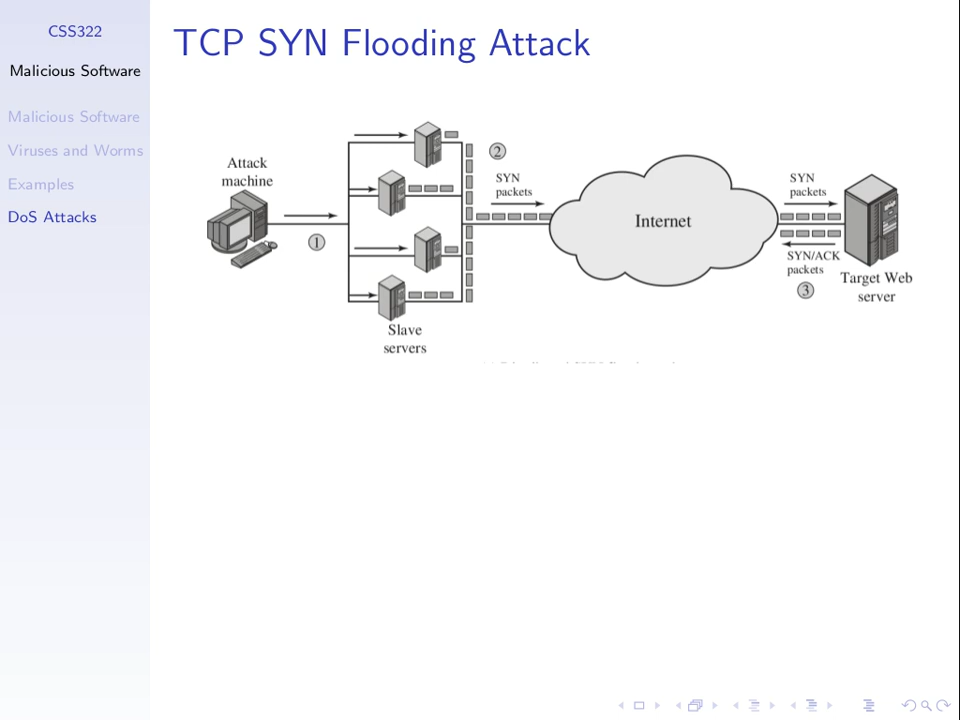 CSS322
Malicious Software
Malicious Software
Viruses and Worms
Examples
DoS Attacks
TCP SYN Flooding Attack
Attack
machine
1
Slave
servers
2
SYN
packets
Internet
SYN
packets
SYN/ACK
packets
3
Target Web
server